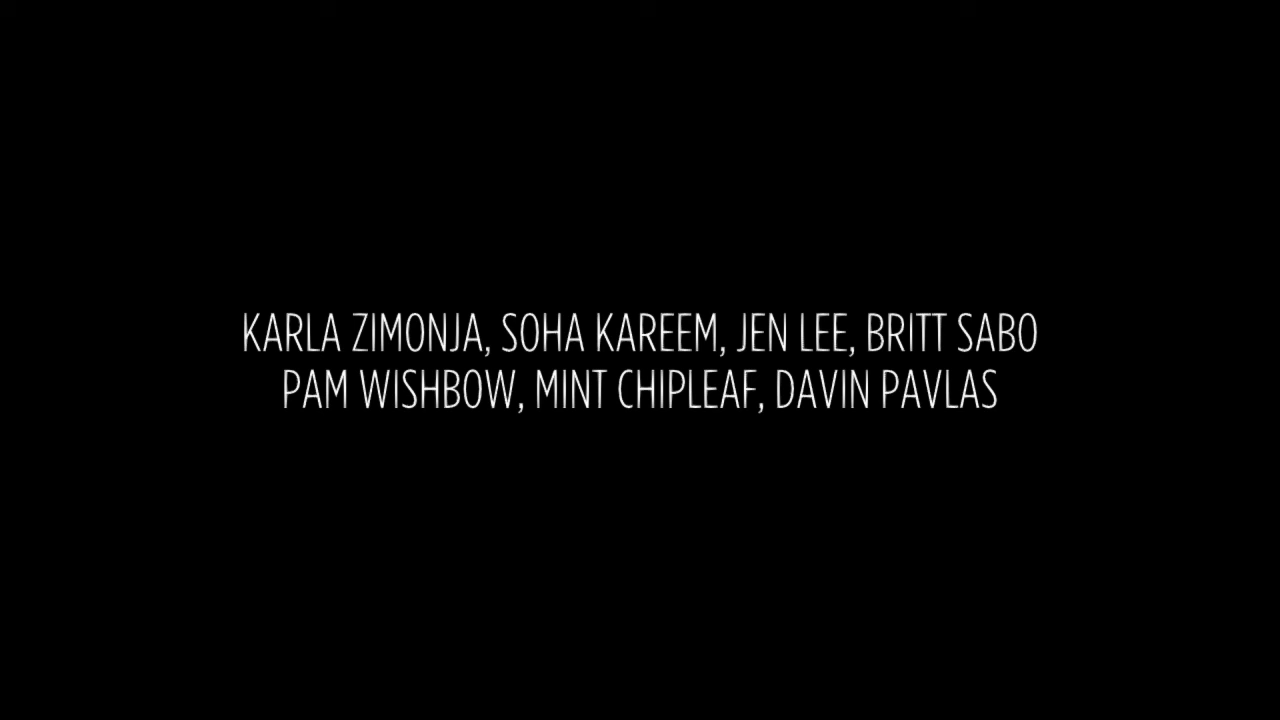 KARLA ZIMONJA, SOHA KAREEM, JEN LEE, BRITT SABO
PAM WISHBOW, MINT CHIPLEAF, DAVIN PAVLAS